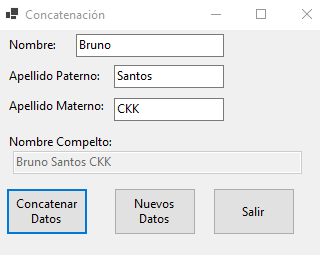 Concatenación
Nombre: Bruno
Apellido Paterno: Santos
Apellido Materno: CKK
Nombre Compelto:
Bruno Santos CKK
Concatenar Nuevos Salir
Datos Datos